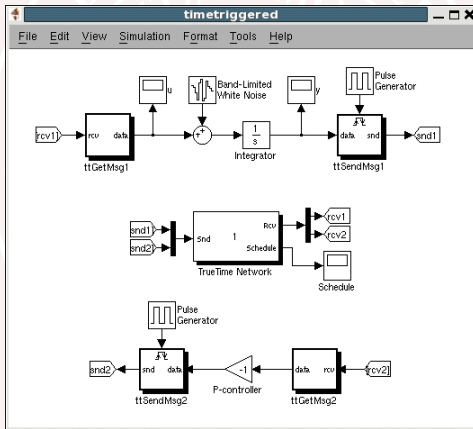 timetriggered
File Edit View Simulation Format Tools Help
Pulse
Generator
u
Band-Limited
White Noise
y
[rcv1]
rcv data
ttGetMsg1
++
1
s
Integrator
data snd
ttSendMsg1
snd1
snd1
snd2
Snd
1
Rcv
Schedule
TrueTime Network
rcv1
rcv2
Schedule
Pulse
Generator
snd2
snd data
ttSendMsg2
-1
P-controller
data rcv
ttGetMsg2
[rcv2]